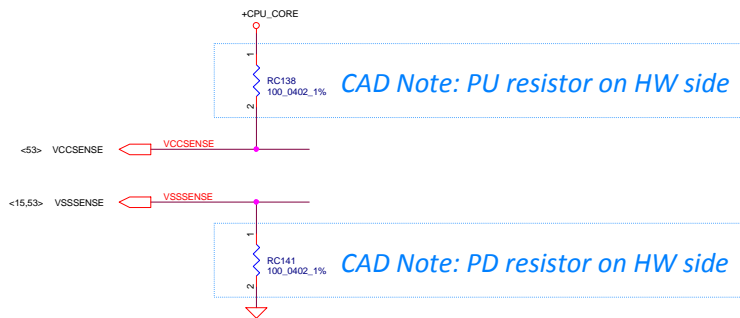 +CPU_CORE
1
RC138
100_0402_1%
2
CAD Note: PU resistor on HW side
<53> VCCSENSE
VCCSENSE
<15,53> VSSSENSE
VSSSENSE
1
RC141
100_0402_1%
2
CAD Note: PD resistor on HW side